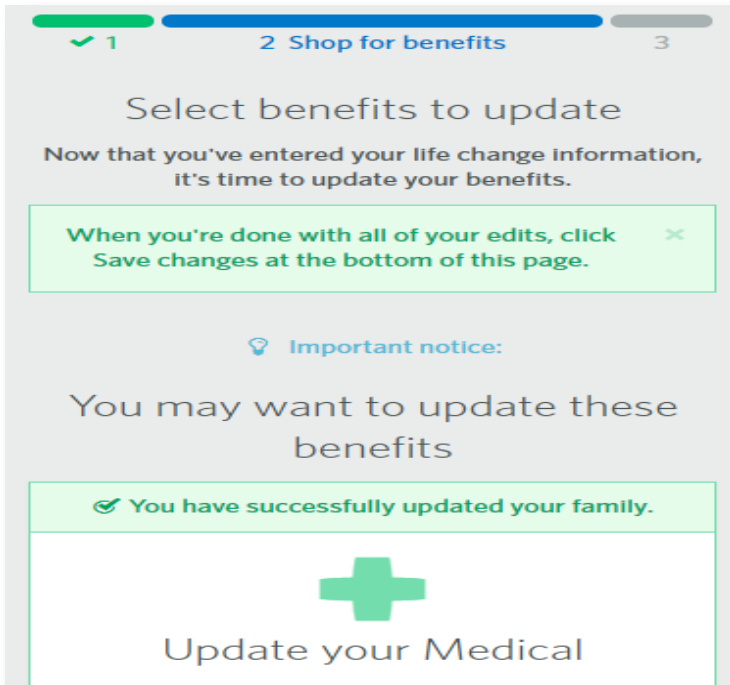 ✔ 1 2 Shop for benefits 3
Select benefits to update
Now that you've entered your life change information,
it's time to update your benefits.
When you're done with all of your edits, click ×
Save changes at the bottom of this page.
Important notice:
You may want to update these
benefits
You have successfully updated your family.
Update your Medical